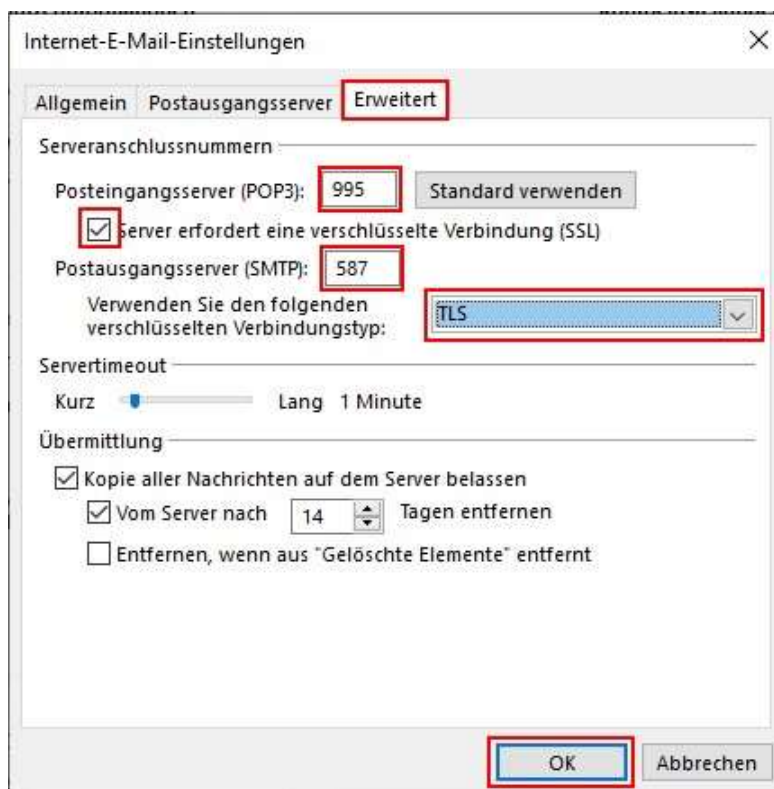 Internet-E-Mail-Einstellungen
Allgemein Postausgangsserver Erweitert
Serveranschlussnummern
Posteingangsserver (POP3): 995 Standard verwenden
Server erfordert eine verschlüsselte Verbindung (SSL)
Postausgangsserver (SMTP): 587
Verwenden Sie den folgenden
verschlüsselten Verbindungstyp: TLS
Servertimeout
Kurz Lang 1 Minute
Übermittlung
Kopie aller Nachrichten auf dem Server belassen
Vom Server nach 14 Tagen entfernen
Entfernen, wenn aus "Gelöschte Elemente" entfernt
OK Abbrechen